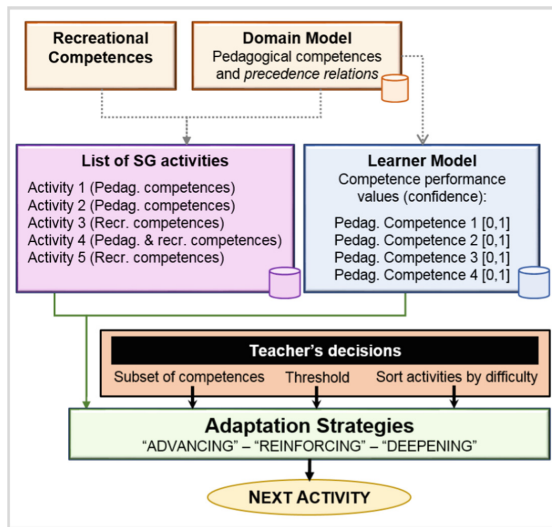 Recreational
Competences
Domain Model
Pedagogical competences
and precedence relations
List of SG activities
Activity 1 (Pedag. competences)
Activity 2 (Pedag. competences)
Activity 3 (Recr. competences)
Activity 4 (Pedag. & recr. competences)
Activity 5 (Recr. competences)
Learner Model
Competence performance
values (confidence):
Pedag. Competence 1 [0,1]
Pedag. Competence 2 [0,1]
Pedag. Competence 3 [0,1]
Pedag. Competence 4 [0,1]
Teacher's decisions
Subset of competences Threshold Sort activities by difficulty
Adaptation Strategies
“ADVANCING” – “REINFORCING” – “DEEPENING”
NEXT ACTIVITY